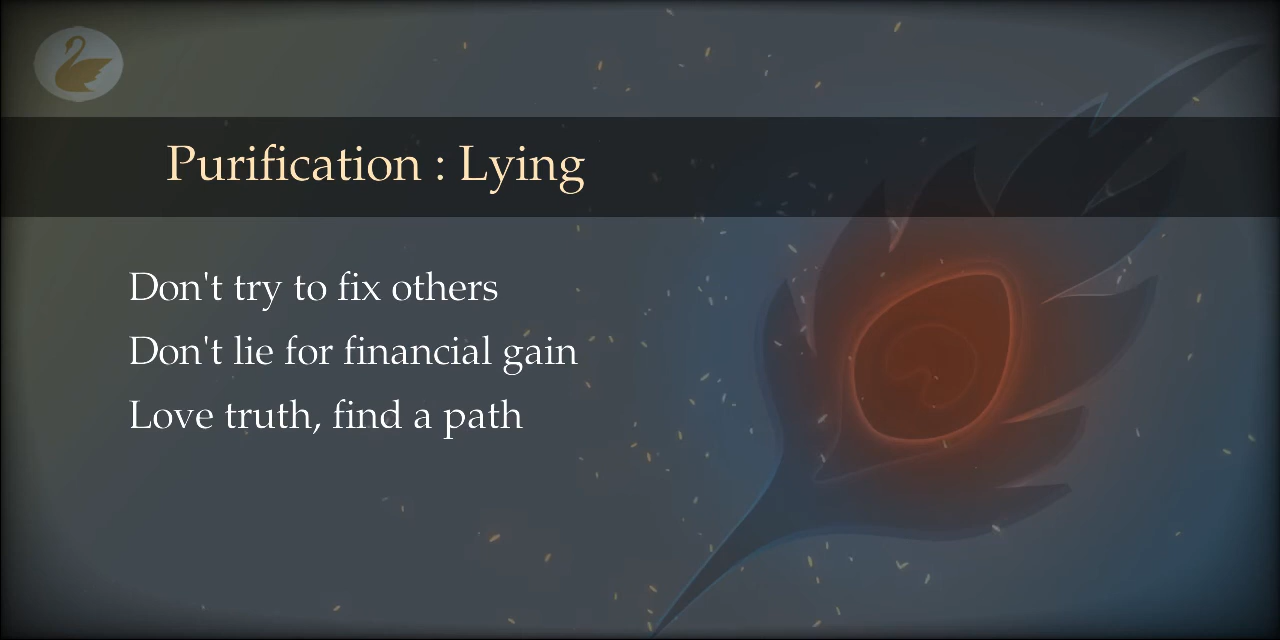 Purification : Lying
Don't try to fix others
Don't lie for financial gain
Love truth, find a path